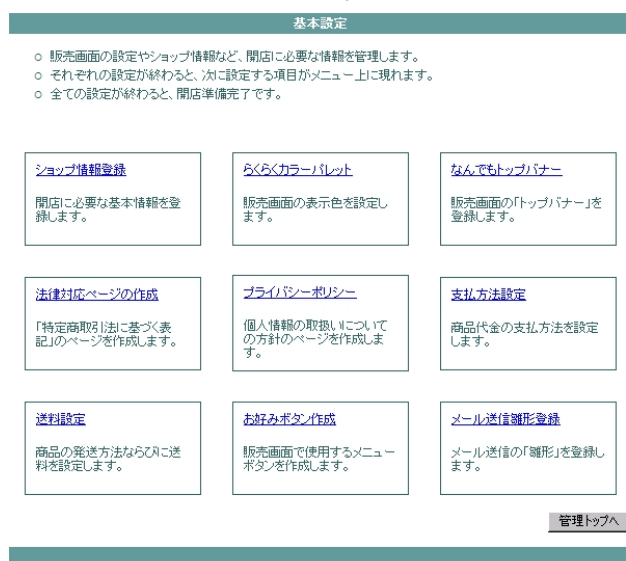 基本設定
○ 販売画面の設定やショップ情報など、開店に必要な情報を管理します。
○ それぞれの設定が終わると、次に設定する項目がメニュー上に現れます。
○ 全ての設定が終わると、開店準備完了です。
ショップ情報登録
開店に必要な基本情報を登
録します。
らくらくカラーパレット
販売画面の表示色を設定し
ます。
なんでもトップバナー
販売画面の「トップバナー」を
登録します。
法律対応ページの作成
「特定商取引法に基づく表
記」のページを作成します。
プライバシーポリシー
個人情報の取扱いについて
の方針のページを作成しま
す。
支払方法設定
商品代金の支払方法を設定
します。
送料設定
商品の発送方法ならびに送
料を設定します。
お好みボタン作成
販売画面で使用するメニュー
ボタンを作成します。
メール送信雛形登録
メール送信の「雛形」を登録し
ます。
管理トップへ